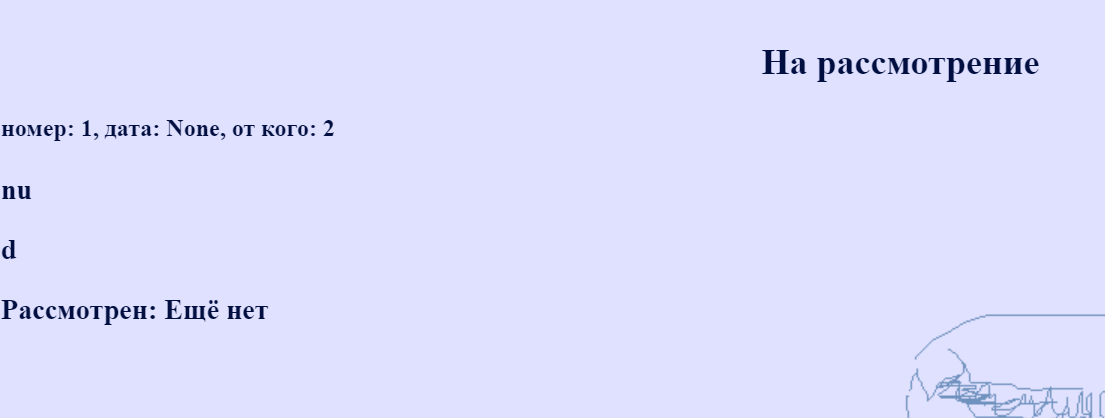 На рассмотрение
номер: 1, дата: None, от кого: 2
nu
d
Рассмотрен: Ещё нет